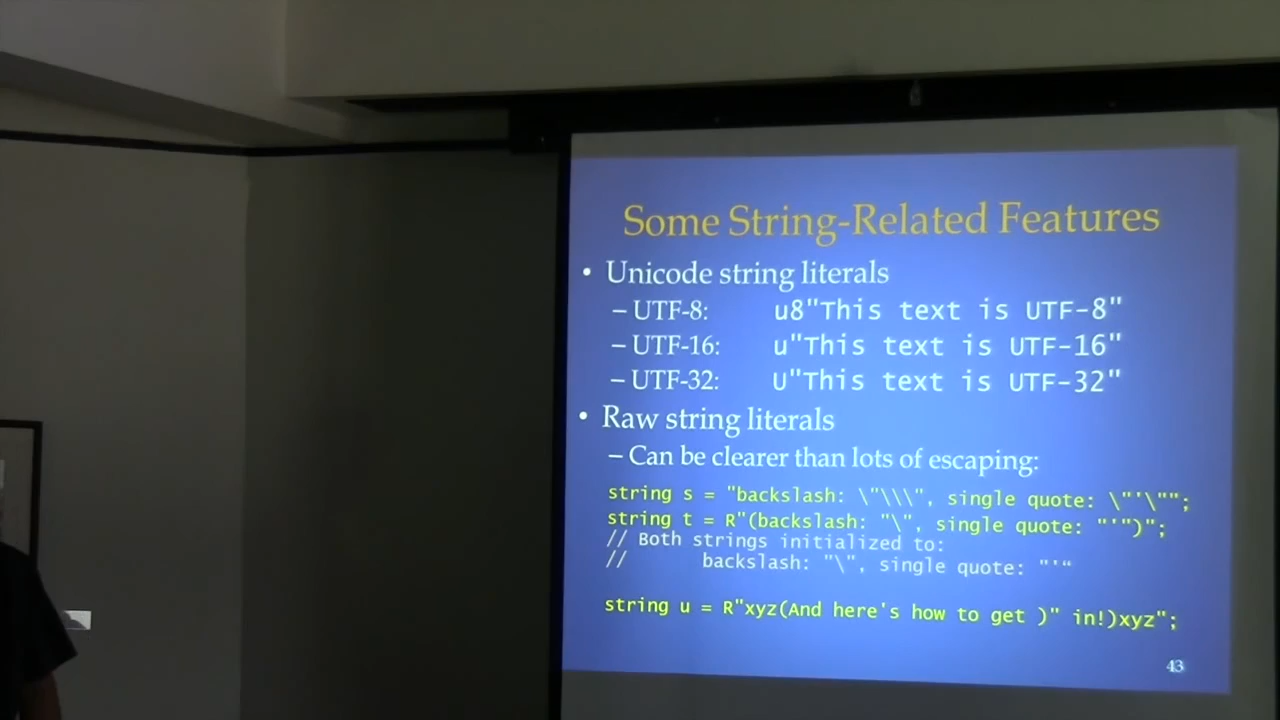 Some String-Related Features
• Unicode string literals
– UTF-8: u8"This text is UTF-8"
– UTF-16: u"This text is UTF-16"
– UTF-32: U"This text is UTF-32"
• Raw string literals
– Can be clearer than lots of escaping:
string s = "backslash: \"\\\", single quote: \"'\"";
string t = R"(backslash: "\", single quote: "'")";
// Both strings initialized to:
// backslash: "\", single quote: "'“
string u = R"xyz(And here's how to get )" in!)xyz";
43